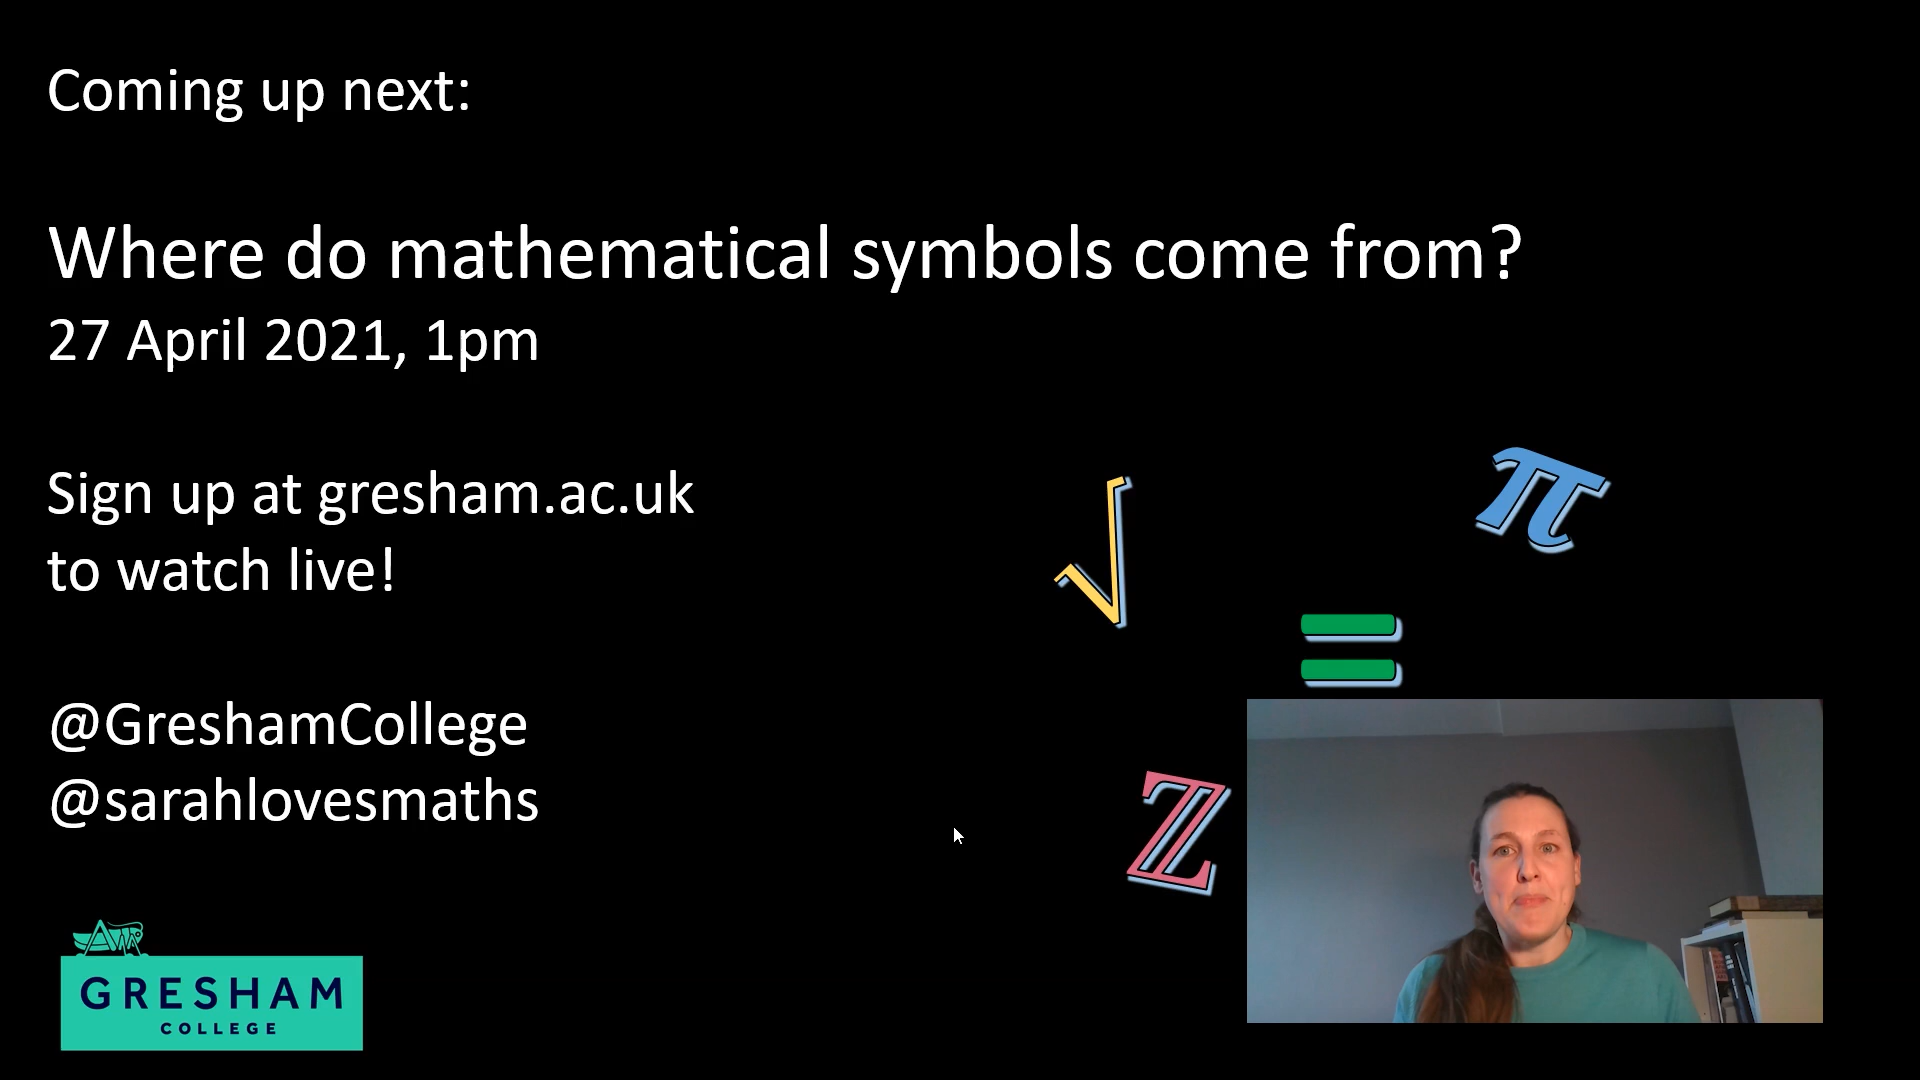 Coming up next:
Where do mathematical symbols come from?
27 April 2021, 1pm
Sign up at gresham.ac.uk
to watch live!
@GreshamCollege
@sarahlovesmaths
√
π
=
ℤ
GRESHAM
COLLEGE